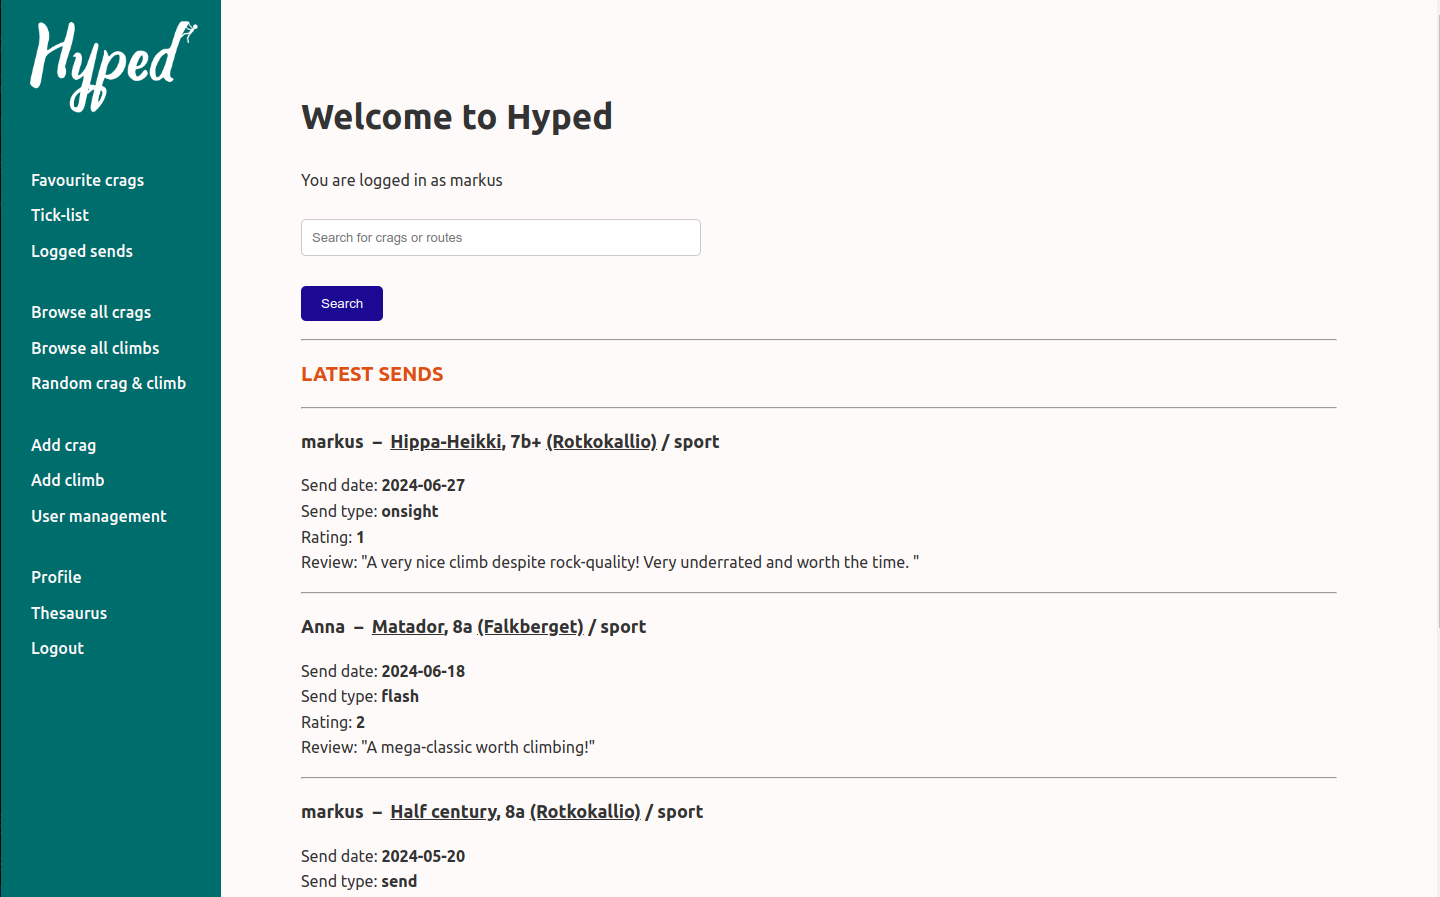 Hyped
Favourite crags
Tick-list
Logged sends
Browse all crags
Browse all climbs
Random crag & climb
Add crag
Add climb
User management
Profile
Thesaurus
Logout
Welcome to Hyped
You are logged in as markus
Search for crags or routes
Search
LATEST SENDS
markus – Hippa-Heikki, 7b+ (Rotkokallio) / sport
Send date: 2024-06-27
Send type: onsight
Rating: 1
Review: "A very nice climb despite rock-quality! Very underrated and worth the time. "
Anna – Matador, 8a (Falkberget) / sport
Send date: 2024-06-18
Send type: flash
Rating: 2
Review: "A mega-classic worth climbing!"
markus – Half century, 8a (Rotkokallio) / sport
Send date: 2024-05-20
Send type: send